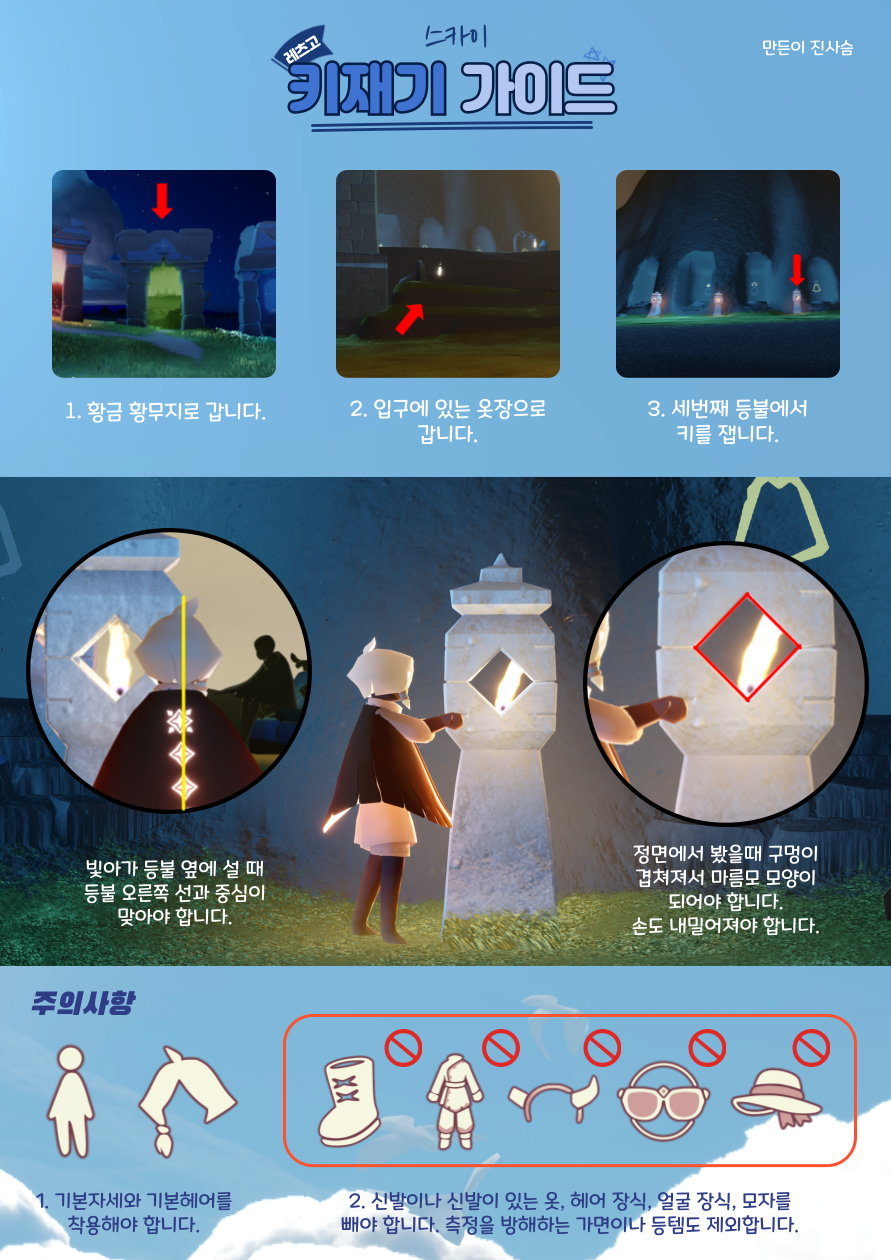 스카이
만든이 진사슴
레츠고
키재기 가이드
1. 황금 황무지로 갑니다.
2. 입구에 있는 옷장으로
갑니다.
3. 세번째 등불에서
키를 잽니다.
빛아가 등불 옆에 설 때
등불 오른쪽 선과 중심이
맞아야 합니다.
정면에서 봤을때 구멍이
겹쳐져서 마름모 모양이
되어야 합니다.
손도 내밀어져야 합니다.
주의사항
1. 기본자세와 기본헤어를
착용해야 합니다.
2. 신발이나 신발이 있는 옷, 헤어 장식, 얼굴 장식, 모자를
빼야 합니다. 측정을 방해하는 가면이나 등템도 제외합니다.